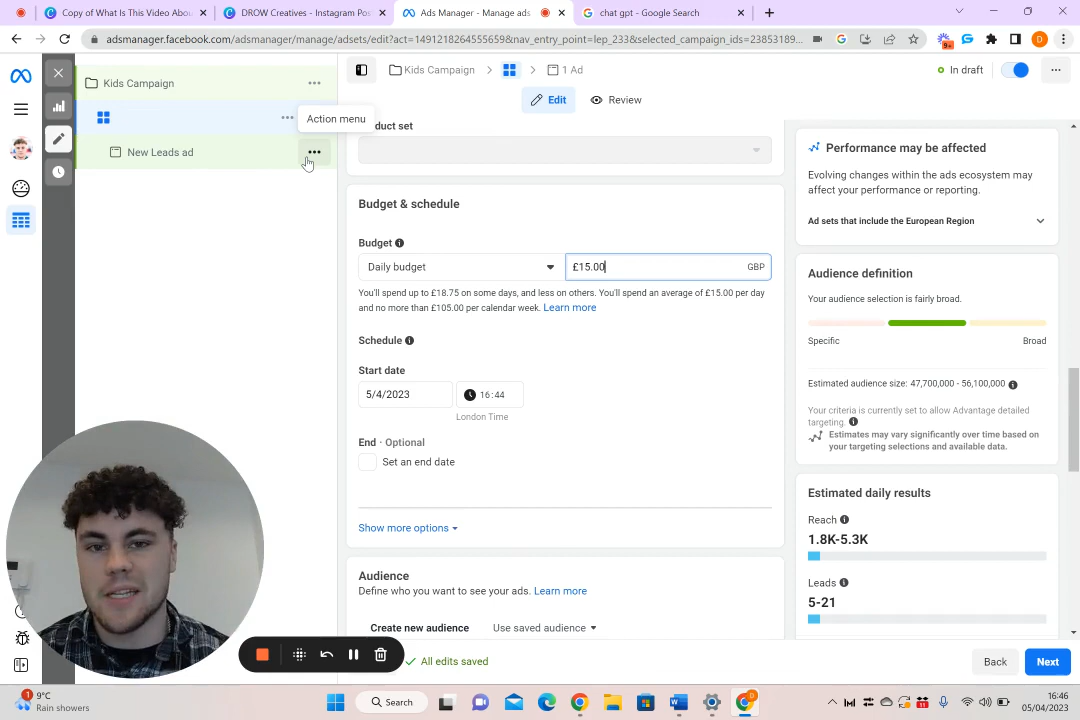 Copy of What is Your V
DROW Creatives - Instagram Post
Ads Manager - Manage ads
chat gpt - Google Search
adsmanager.facebook.com/adsmanager/manage/adsets/edit?act=1491218264555659&nav_entry_point=lep_233&selected_campaign_ids=23853189...
9+
D
Kids Campaign
Kids Campaign
1 Ad
In draft
Edit
Review
Action menu
New Leads ad
duct set
Performance may be affected
Evolving changes within the ads ecosystem may
affect your performance or reporting.
Ad sets that include the European Region
Budget & schedule
Budget
Daily budget
£15.00
GBP
You'll spend up to £18.75 on some days, and less on others. You'll spend an average of £15.00 per day
and no more than £105.00 per calendar week. Learn more
Schedule
Start date
5/4/2023
16:44
London Time
End · Optional
Set an end date
Show more options
Audience
Define who you want to see your ads. Learn more
Create new audience
Use saved audience
Audience definition
Your audience selection is fairly broad.
Specific
Broad
Estimated audience size: 47,700,000 - 56,100,000
Your criteria is currently set to allow Advantage detailed
targeting.
Estimates may vary significantly over time based on
your targeting selections and available data.
Estimated daily results
Reach
1.8K-5.3K
Leads
5-21
All edits saved
Back
Next
1
9°C
Rain showers
Search
16:46
05/04/2023